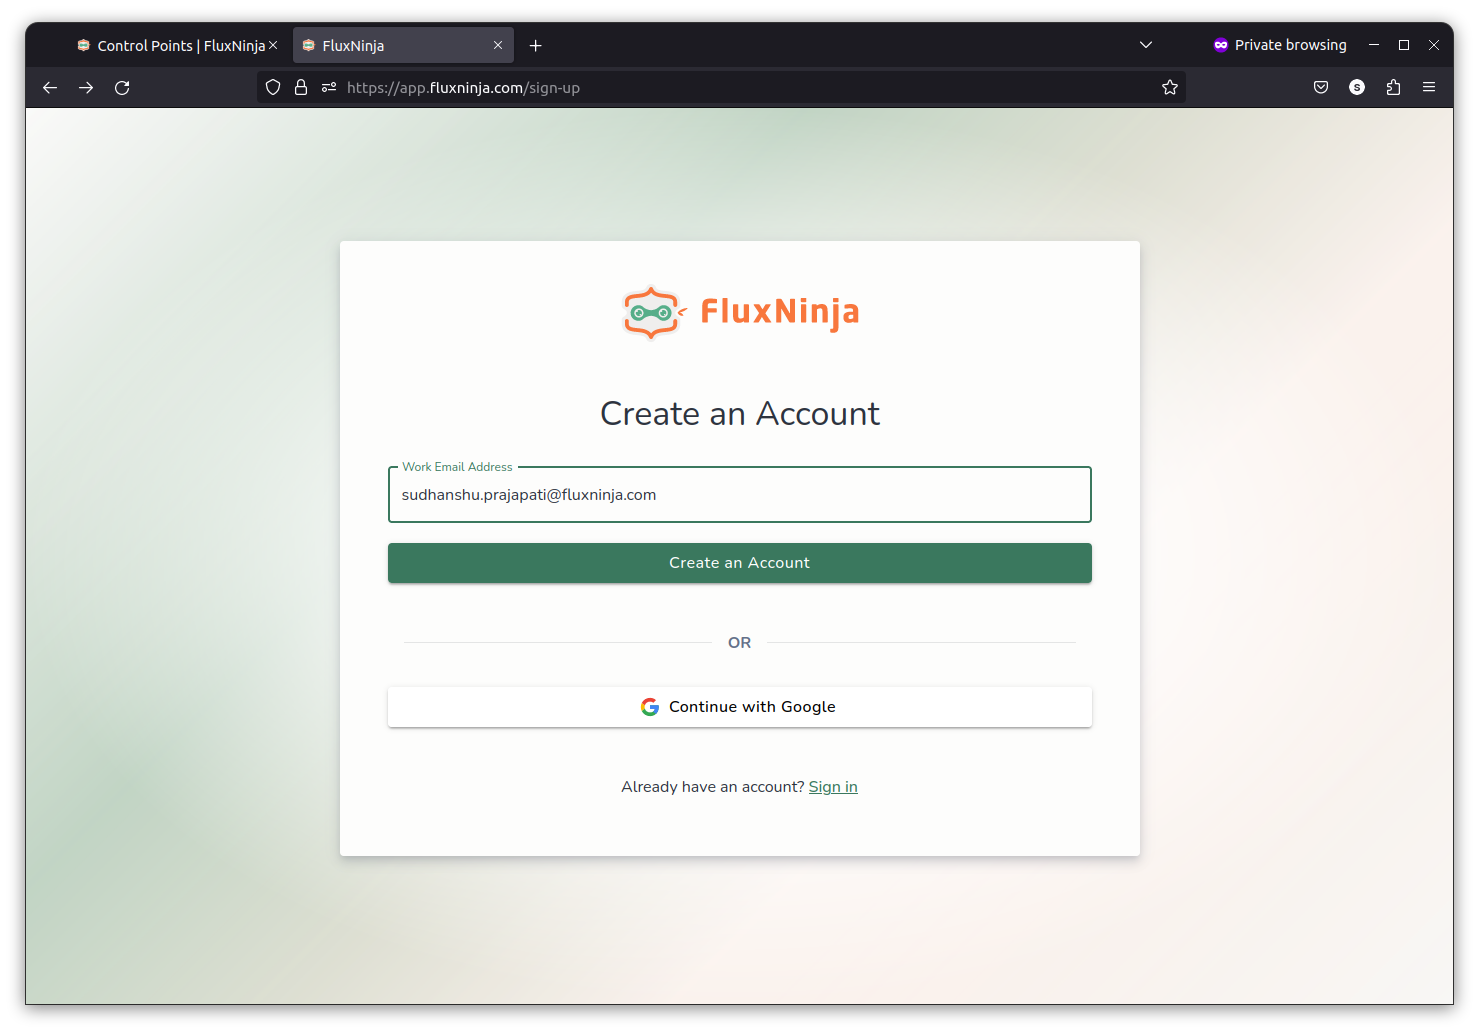 Control Points | FluxNinja
FluxNinja
Private browsing
https://app.fluxninja.com/sign-up
S
FluxNinja
Create an Account
Work Email Address
sudhanshu.prajapati@fluxninja.com
Create an Account
OR
Continue with Google
Already have an account? Sign in